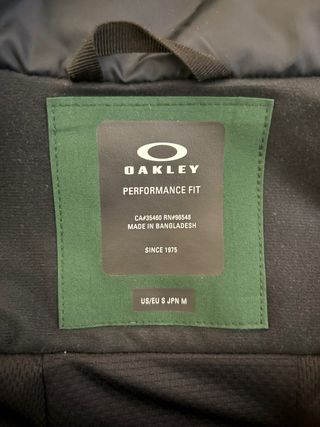 OAKLEY
PERFORMANCE FIT
CA#35460 RN#96548
MADE IN BANGLADESH
SINCE 1975
US/EU S JPN M